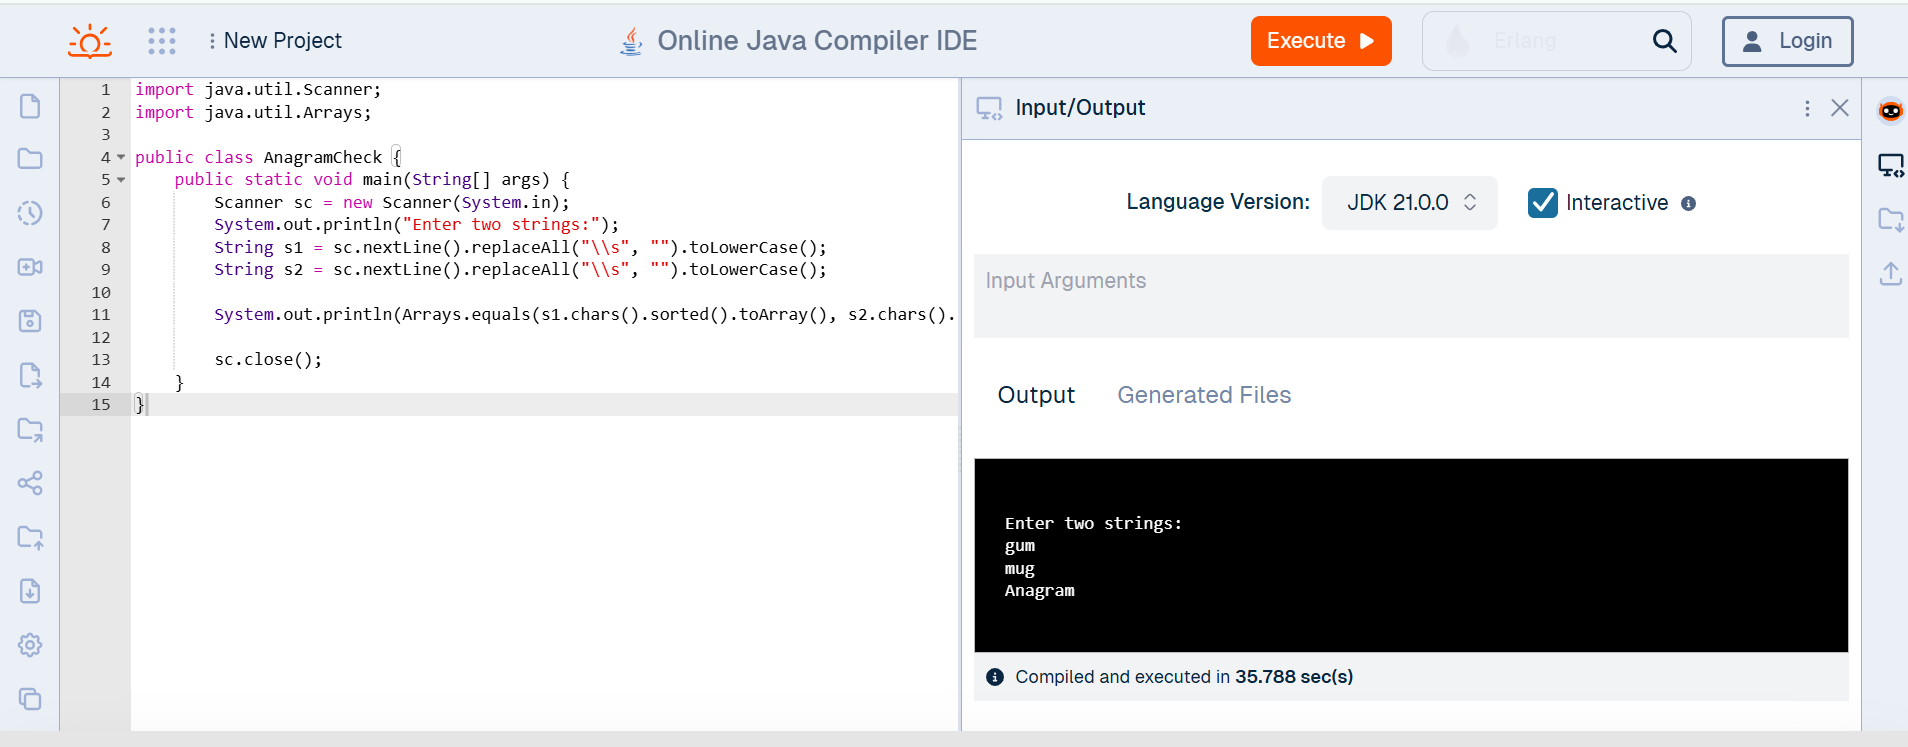 New Project
Online Java Compiler IDE
Execute
Erlang
Login
1 import java.util.Scanner;
2 import java.util.Arrays;
3
4 public class AnagramCheck {
5     public static void main(String[] args) {
6         Scanner sc = new Scanner(System.in);
7         System.out.println("Enter two strings:");
8         String s1 = sc.nextLine().replaceAll("\\s", "").toLowerCase();
9         String s2 = sc.nextLine().replaceAll("\\s", "").toLowerCase();
10
11         System.out.println(Arrays.equals(s1.chars().sorted().toArray(), s2.chars().
12
13         sc.close();
14     }
15 }
Input/Output
Language Version: JDK 21.0.0 Interactive
Input Arguments
Output Generated Files
Enter two strings:
gum
mug
Anagram
Compiled and executed in 35.788 sec(s)